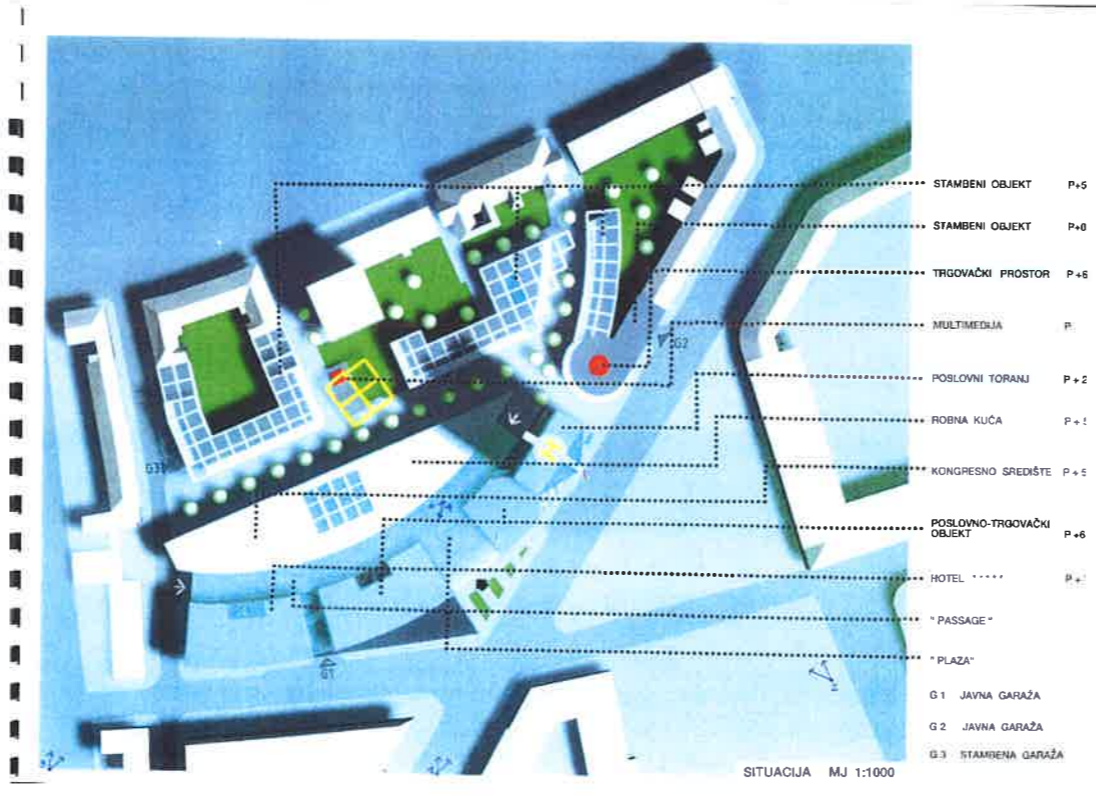 STAMBENI OBJEKT P+5
STAMBENI OBJEKT P+6
TRGOVAČKI PROSTOR P+6
MULTIMEDIJA P
POSLOVNI TORANJ P+2
ROBNA KUĆA P+
KONGRESNO SREDIŠTE P+5
POSLOVNO-TRGOVAČKI
OBJEKT P+6
HOTEL ***** P+
"PASSAGE"
"PLAZA"
G1 JAVNA GARAŽA
G2 JAVNA GARAŽA
G3 STAMBENA GARAŽA
SITUACIJA MJ 1:1000
G2
G3
G1